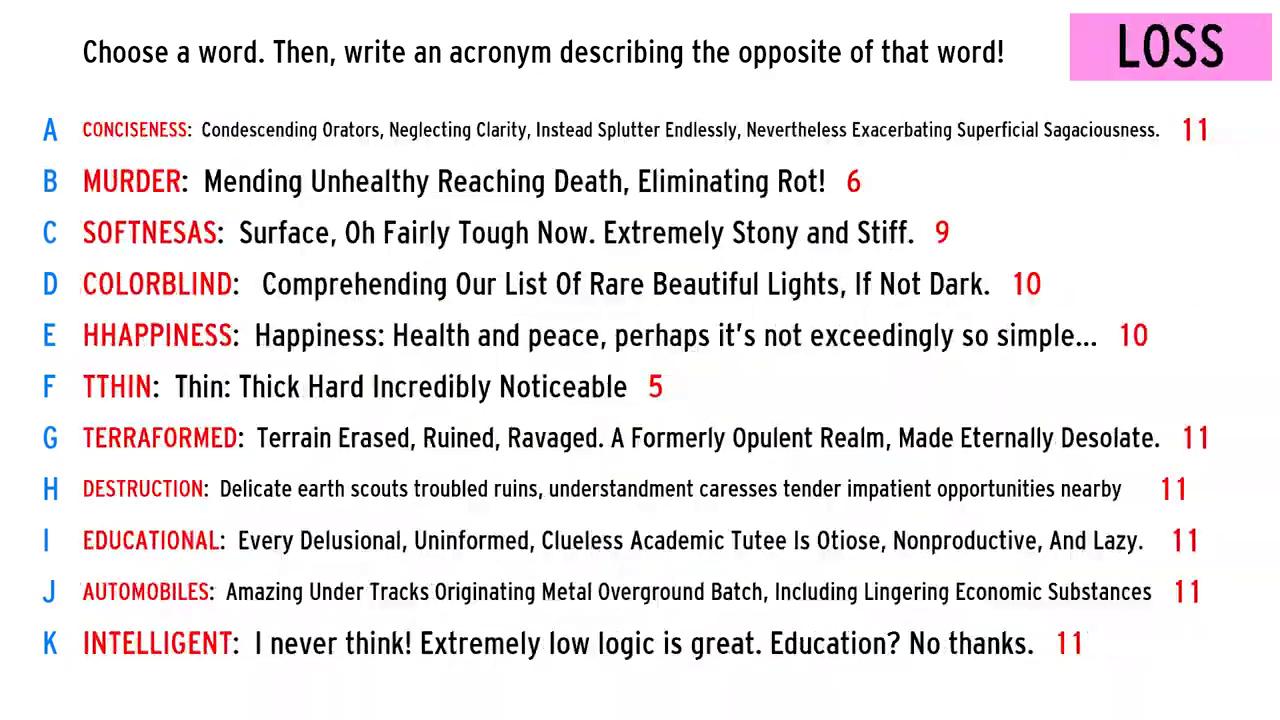 Choose a word. Then, write an acronym describing the opposite of that word!
LOSS
A CONCISENESS: Condescending Orators, Neglecting Clarity, Instead Splutter Endlessly, Nevertheless Exacerbating Superficial Sagaciousness. 11
B MURDER: Mending Unhealthy Reaching Death, Eliminating Rot! 6
C SOFTNESAS: Surface, Oh Fairly Tough Now. Extremely Stony and Stiff. 9
D COLORBLIND: Comprehending Our List Of Rare Beautiful Lights, If Not Dark. 10
E HHAPPINESS: Happiness: Health and peace, perhaps it's not exceedingly so simple... 10
F TTHIN: Thin: Thick Hard Incredibly Noticeable 5
G TERRAFORMED: Terrain Erased, Ruined, Ravaged. A Formerly Opulent Realm, Made Eternally Desolate. 11
H DESTRUCTION: Delicate earth scouts troubled ruins, understandment caresses tender impatient opportunities nearby 11
I EDUCATIONAL: Every Delusional, Uninformed, Clueless Academic Tutee Is Otiose, Nonproductive, And Lazy. 11
J AUTOMOBILES: Amazing Under Tracks Originating Metal Overground Batch, Including Lingering Economic Substances 11
K INTELLIGENT: I never think! Extremely low logic is great. Education? No thanks. 11